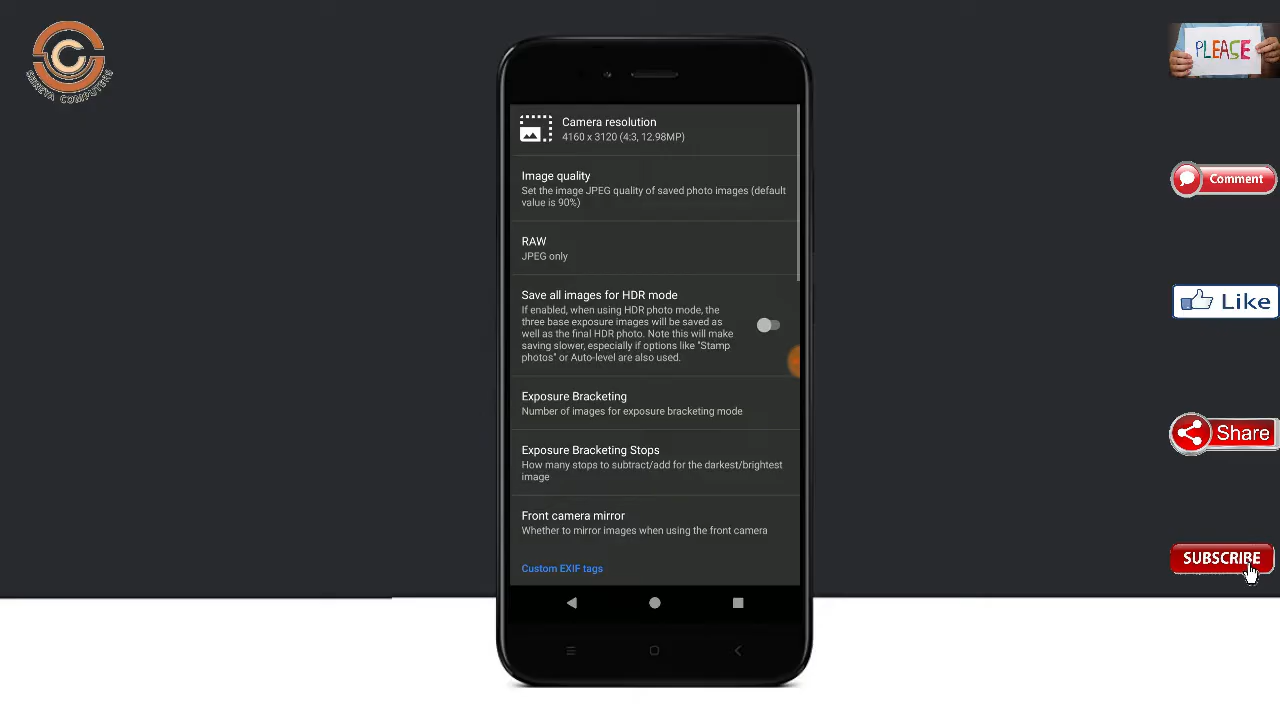 SHREYA COMPUTERS
PLEASE
Camera resolution
4160 x 3120 (4:3, 12.98MP)
Image quality
Set the image JPEG quality of saved photo images (default
value is 90%)
RAW
JPEG only
Save all images for HDR mode
If enabled, when using HDR photo mode, the
three base exposure images will be saved as
well as the final HDR photo. Note this will make
saving slower, especially if options like "Stamp
photos" or Auto-level are also used.
Exposure Bracketing
Number of images for exposure bracketing mode
Exposure Bracketing Stops
How many stops to subtract/add for the darkest/brightest
image
Front camera mirror
Whether to mirror images when using the front camera
Custom EXIF tags
Comment
Like
Share
SUBSCRIBE